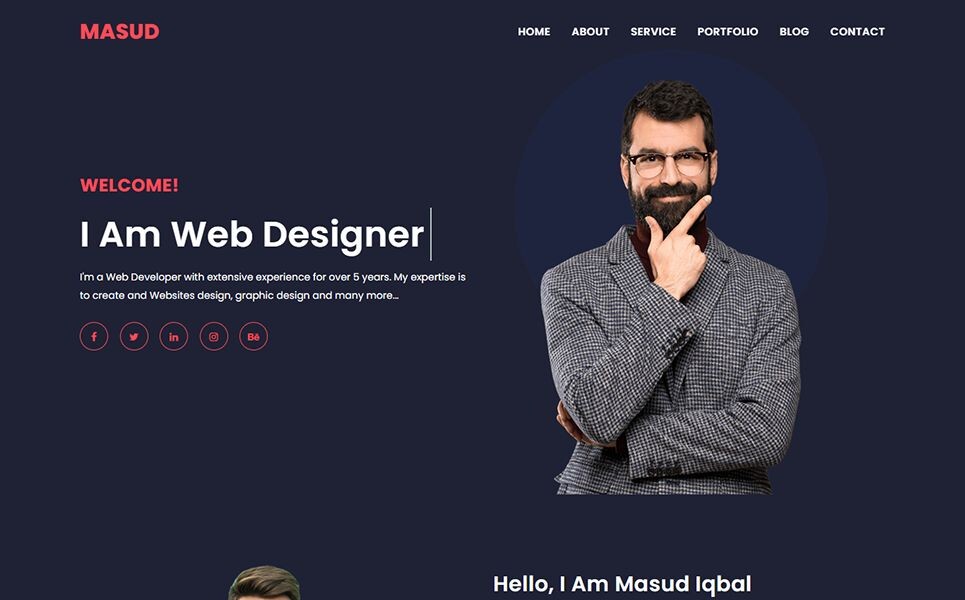 MASUD
HOME ABOUT SERVICE PORTFOLIO BLOG CONTACT
WELCOME!
I Am Web Designer
I'm a Web Developer with extensive experience for over 5 years. My expertise is
to create and Websites design, graphic design and many more...
Bē
Hello, I Am Masud Iqbal